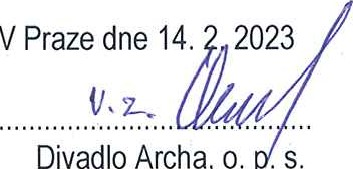 V Praze dne 14. 2. 2023
v. z.
Divadlo Archa, o. p. s.